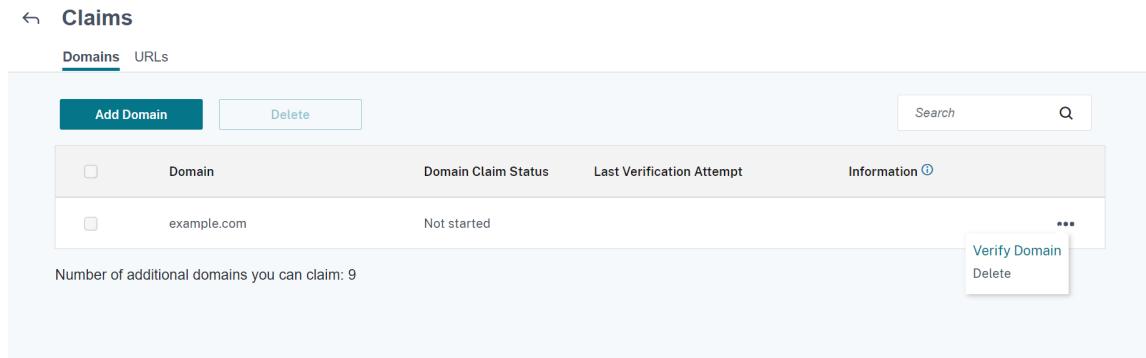 Claims
Domains URLs
Add Domain Delete Search
Domain Domain Claim Status Last Verification Attempt Information
example.com Not started
Verify Domain
Delete
Number of additional domains you can claim: 9